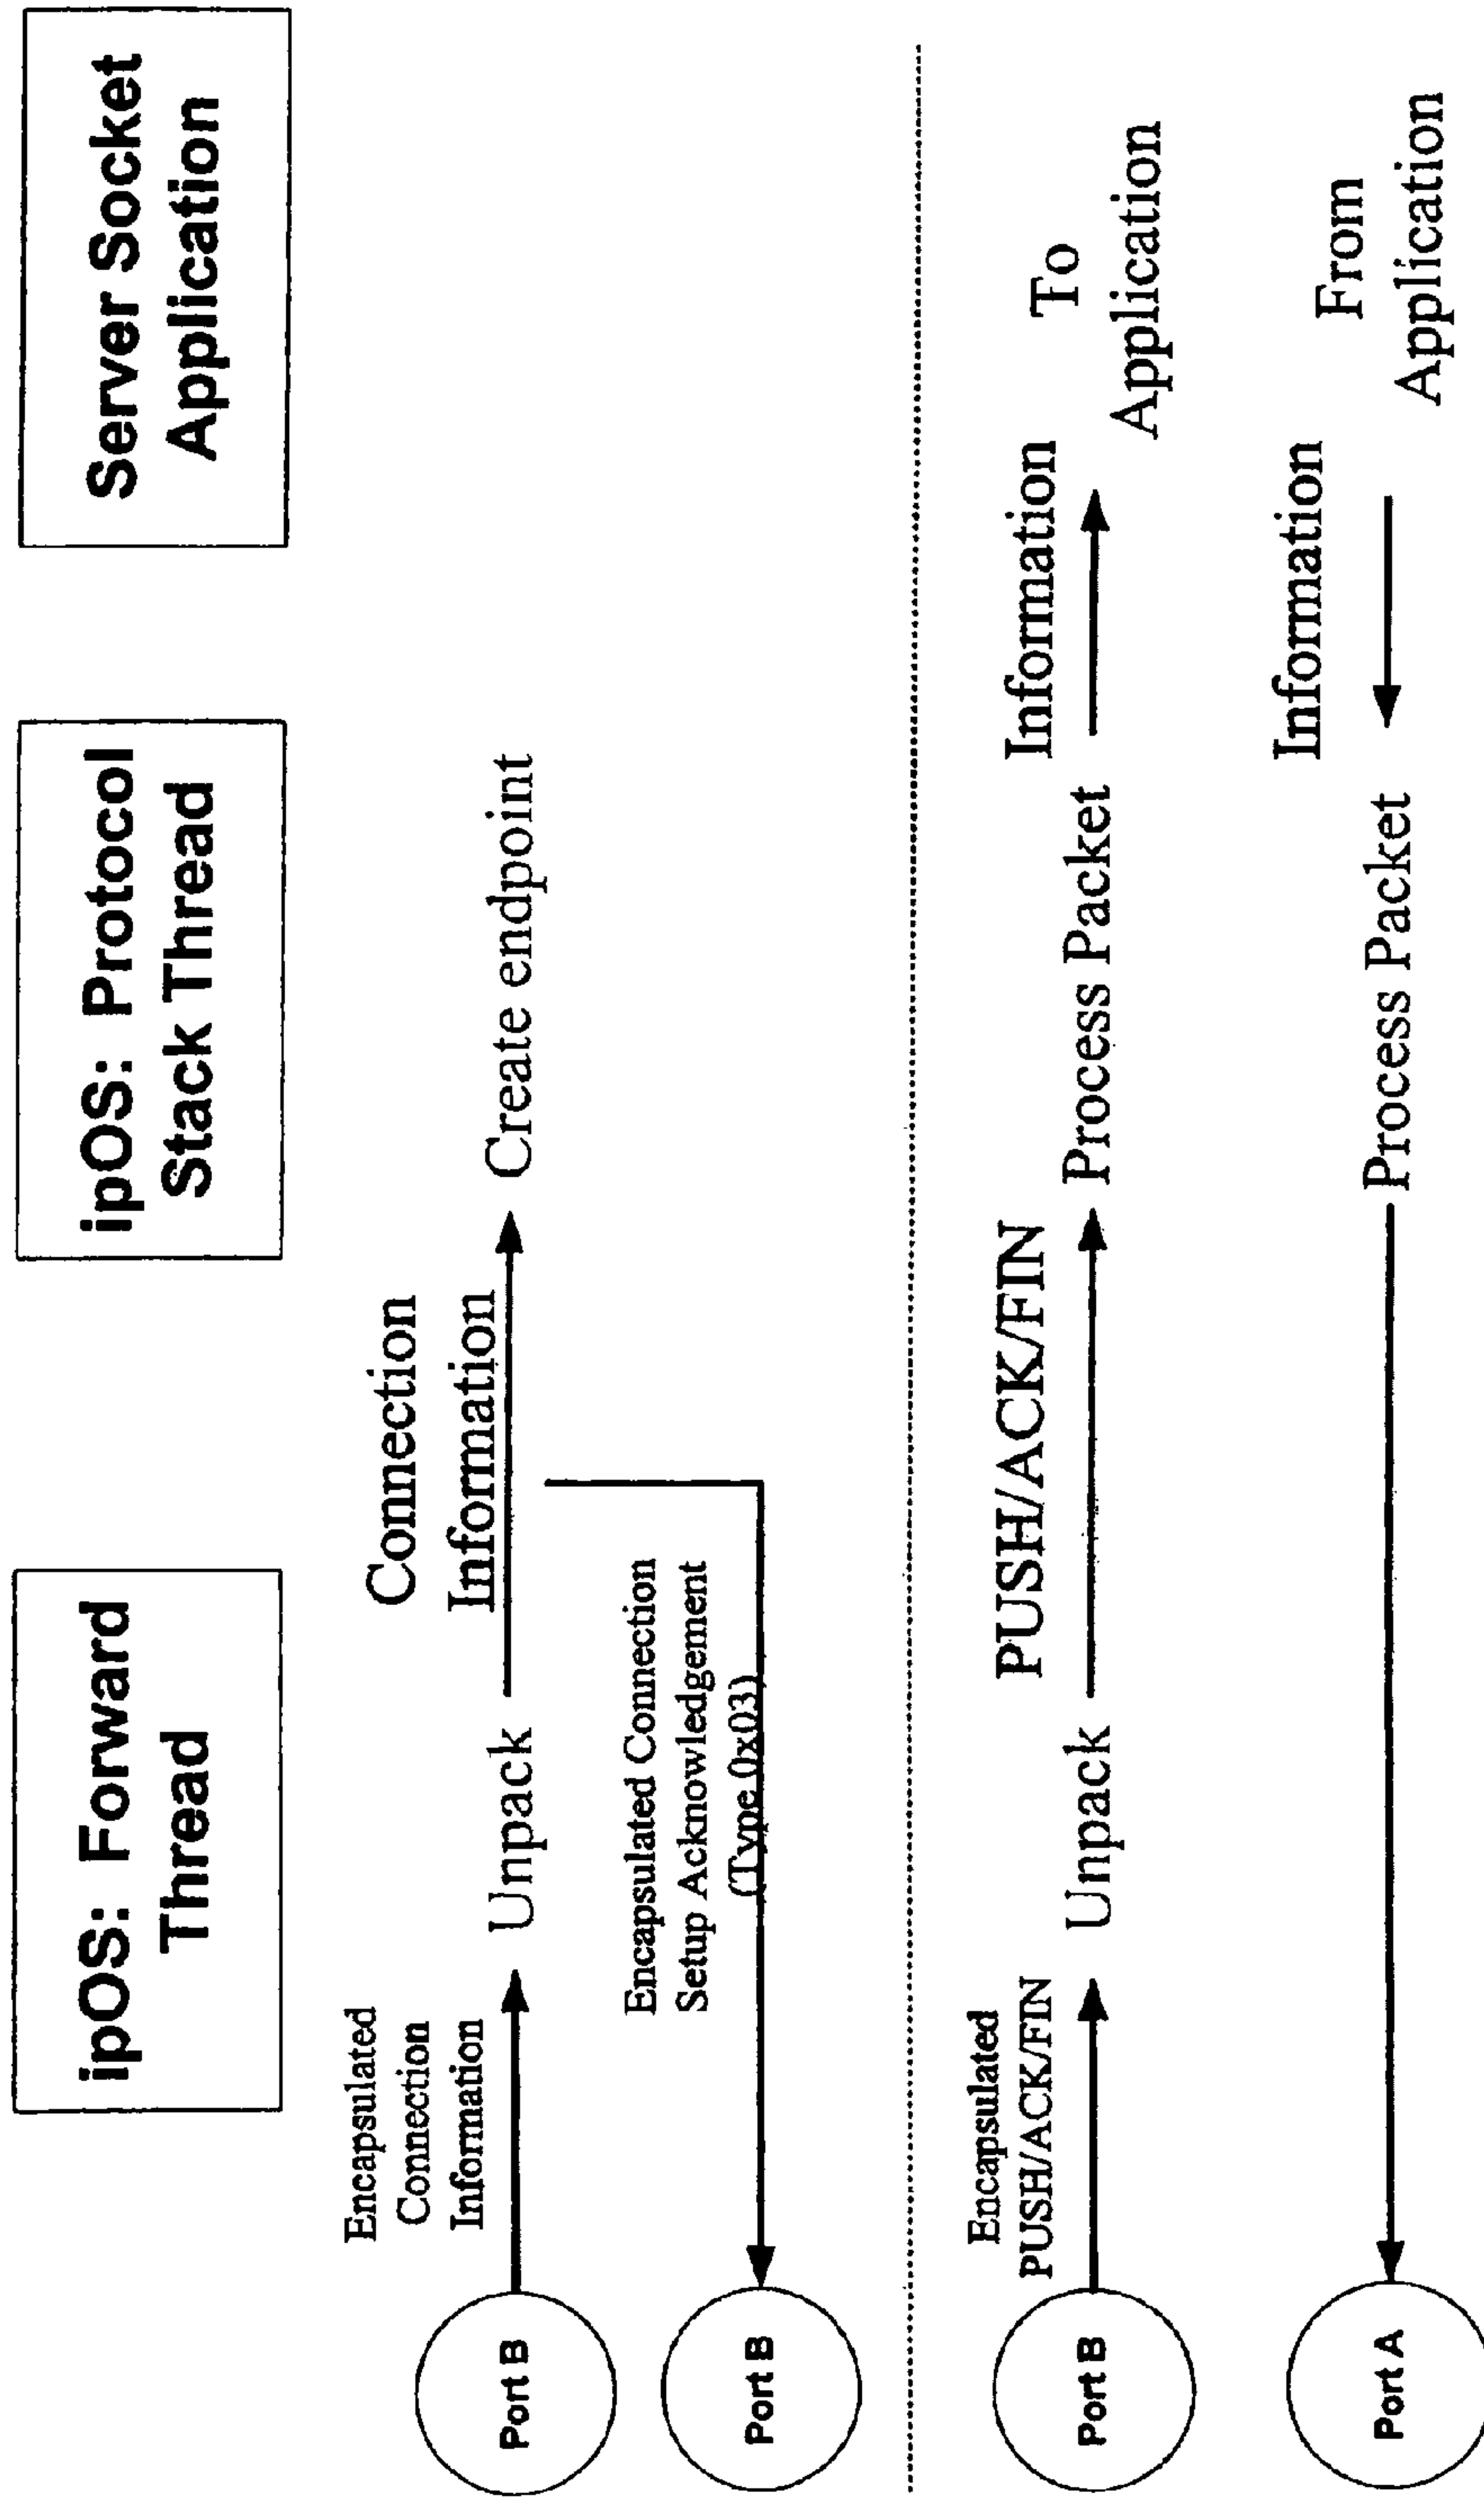 ipOS: Forward
Thread
ipOS: Protocol
Stack Thread
Server Socket
Application
Encapsulated
Connection
Information
Port B
Unpack
Connection
Information
Create endpoint
Encapsulated Connection
Setup Acknowledgement
(Type 0x03)
Port B
Encapsulated
PUSH/ACK/FIN
Port B
Unpack
PUSH/ACK/FIN
Process Packet
Information
To
Application
Port A
Process Packet
Information
From
Application